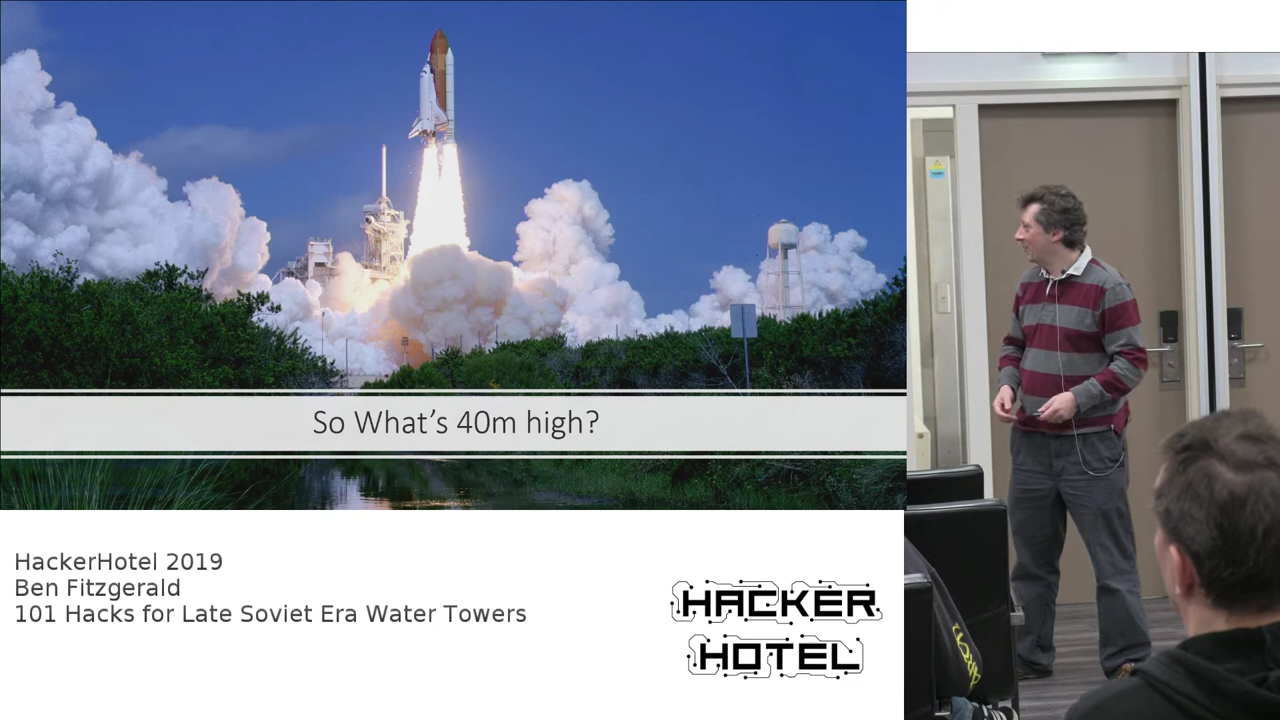 So What's 40m high?
HackerHotel 2019
Ben Fitzgerald
101 Hacks for Late Soviet Era Water Towers
HACKER
HOTEL